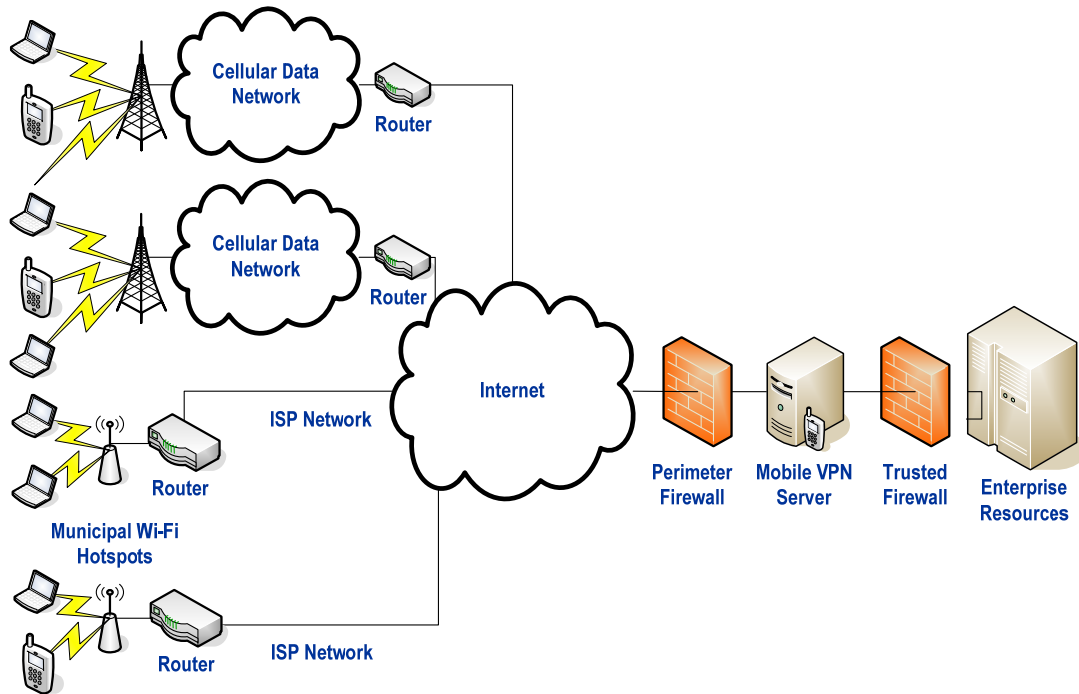 Cellular Data
Network
Router
Cellular Data
Network
Router
Internet
ISP Network
Router
Municipal Wi-Fi
Hotspots
Router
ISP Network
Perimeter
Firewall
Mobile VPN
Server
Trusted
Firewall
Enterprise
Resources